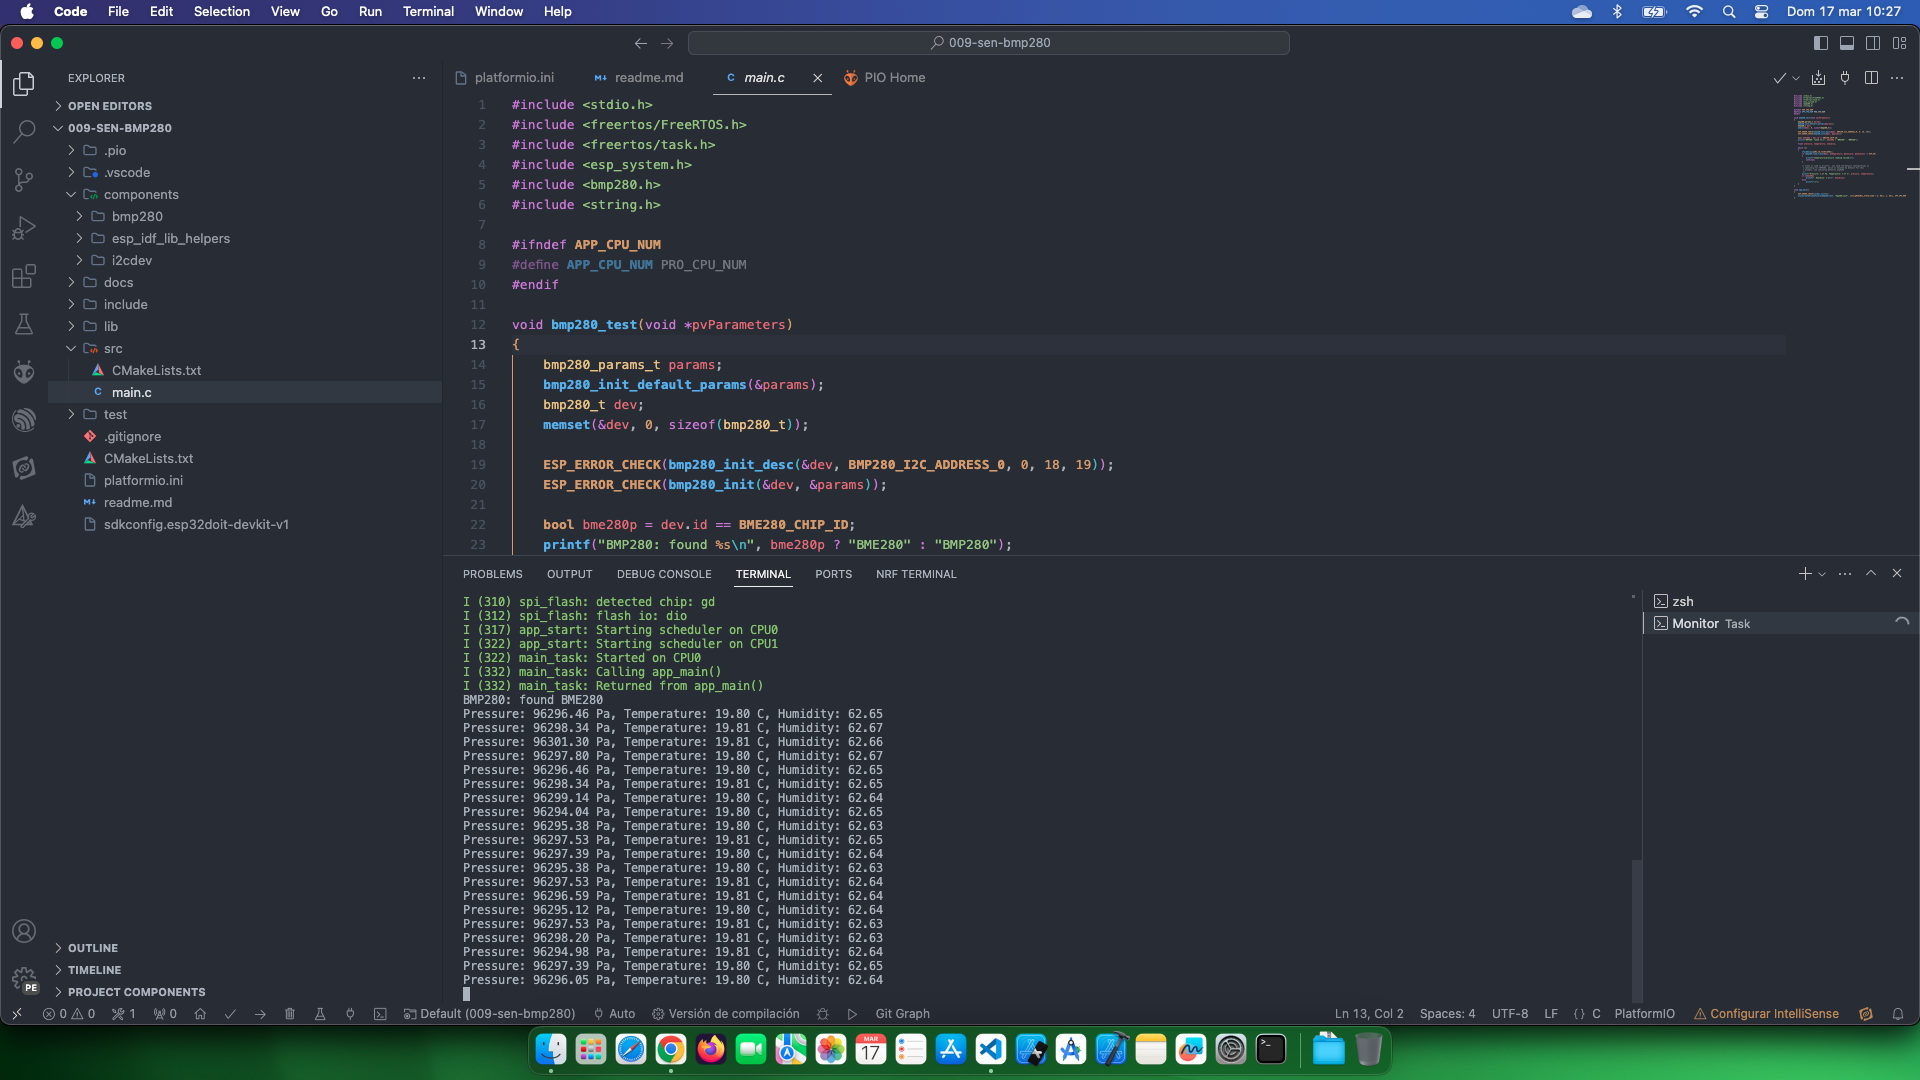 Code File Edit Selection View Go Run Terminal Window Help Dom 17 mar 10:27
009-sen-bmp280
EXPLORER
OPEN EDITORS
009-SEN-BMP280
.pio
.vscode
components
bmp280
esp_idf_lib_helpers
i2cdev
docs
include
lib
src
CMakeLists.txt
C main.c
test
.gitignore
CMakeLists.txt
platformio.ini
readme.md
sdkconfig.esp32doit-devkit-v1
OUTLINE
TIMELINE
PROJECT COMPONENTS
PE
platformio.ini readme.md C main.c PIO Home
1 #include <stdio.h>
2 #include <freertos/FreeRTOS.h>
3 #include <freertos/task.h>
4 #include <esp_system.h>
5 #include <bmp280.h>
6 #include <string.h>
7
8 #ifndef APP_CPU_NUM
9 #define APP_CPU_NUM PRO_CPU_NUM
10 #endif
11
12 void bmp280_test(void *pvParameters)
13 {
14 bmp280_params_t params;
15 bmp280_init_default_params(&params);
16 bmp280_t dev;
17 memset(&dev, 0, sizeof(bmp280_t));
18
19 ESP_ERROR_CHECK(bmp280_init_desc(&dev, BMP280_I2C_ADDRESS_0, 0, 18, 19));
20 ESP_ERROR_CHECK(bmp280_init(&dev, &params));
21
22 bool bme280p = dev.id == BME280_CHIP_ID;
23 printf("BMP280: found %s\n", bme280p ? "BME280" : "BMP280");
PROBLEMS OUTPUT DEBUG CONSOLE TERMINAL PORTS NRF TERMINAL
I (310) spi_flash: detected chip: gd
I (312) spi_flash: flash io: dio
I (317) app_start: Starting scheduler on CPU0
I (322) app_start: Starting scheduler on CPU1
I (322) main_task: Started on CPU0
I (332) main_task: Calling app_main()
I (332) main_task: Returned from app_main()
BMP280: found BME280
Pressure: 96296.46 Pa, Temperature: 19.80 C, Humidity: 62.65
Pressure: 96298.34 Pa, Temperature: 19.81 C, Humidity: 62.67
Pressure: 96301.30 Pa, Temperature: 19.81 C, Humidity: 62.66
Pressure: 96297.80 Pa, Temperature: 19.80 C, Humidity: 62.67
Pressure: 96296.46 Pa, Temperature: 19.80 C, Humidity: 62.65
Pressure: 96298.34 Pa, Temperature: 19.81 C, Humidity: 62.65
Pressure: 96299.14 Pa, Temperature: 19.80 C, Humidity: 62.64
Pressure: 96294.04 Pa, Temperature: 19.80 C, Humidity: 62.65
Pressure: 96295.38 Pa, Temperature: 19.80 C, Humidity: 62.63
Pressure: 96297.53 Pa, Temperature: 19.81 C, Humidity: 62.65
Pressure: 96297.39 Pa, Temperature: 19.80 C, Humidity: 62.64
Pressure: 96295.38 Pa, Temperature: 19.80 C, Humidity: 62.63
Pressure: 96297.53 Pa, Temperature: 19.81 C, Humidity: 62.64
Pressure: 96296.59 Pa, Temperature: 19.81 C, Humidity: 62.64
Pressure: 96295.12 Pa, Temperature: 19.80 C, Humidity: 62.64
Pressure: 96297.53 Pa, Temperature: 19.81 C, Humidity: 62.63
Pressure: 96298.20 Pa, Temperature: 19.81 C, Humidity: 62.63
Pressure: 96294.98 Pa, Temperature: 19.81 C, Humidity: 62.64
Pressure: 96297.39 Pa, Temperature: 19.80 C, Humidity: 62.65
Pressure: 96296.05 Pa, Temperature: 19.80 C, Humidity: 62.64
zsh
Monitor Task
0 0 1 0 Default (009-sen-bmp280) Auto Versión de compilación Git Graph Ln 13, Col 2 Spaces: 4 UTF-8 LF {} C PlatformIO Configurar IntelliSense
MAR
17